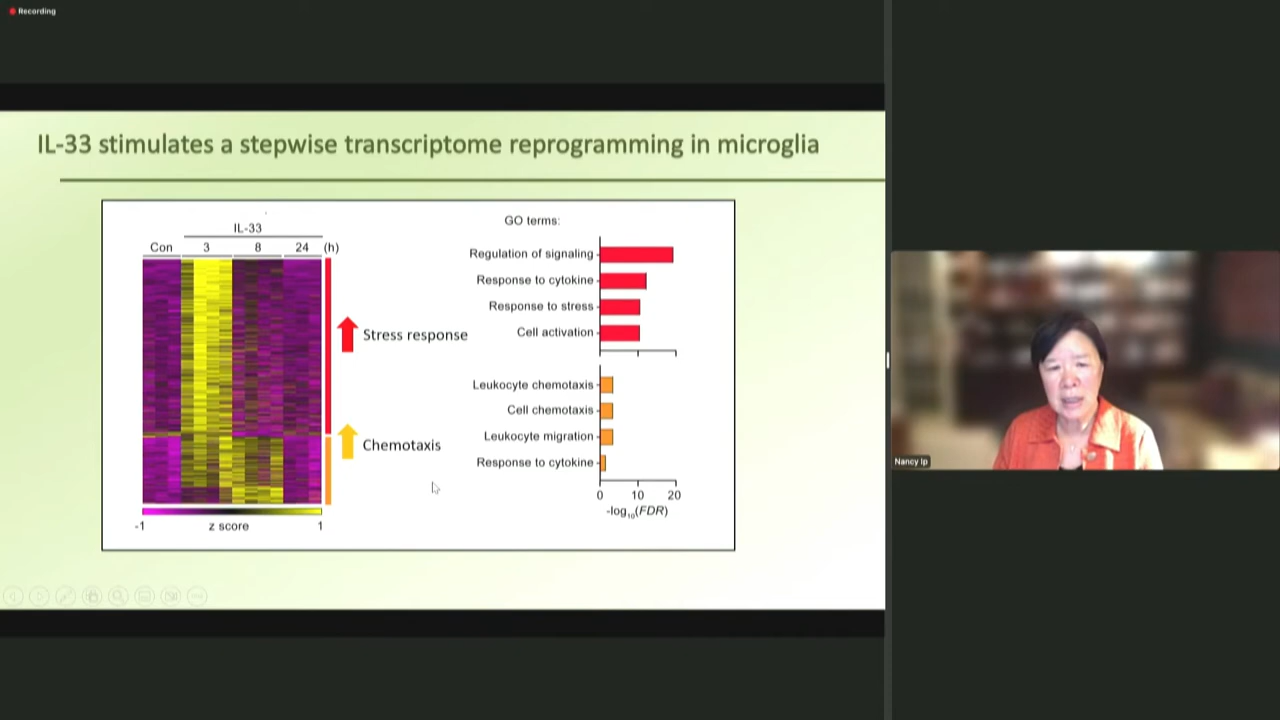 Recording
IL-33 stimulates a stepwise transcriptome reprogramming in microglia
IL-33
Con 3 8 24 (h)
Stress response
Chemotaxis
-1 z score 1
GO terms:
Regulation of signaling
Response to cytokine
Response to stress
Cell activation
Leukocyte chemotaxis
Cell chemotaxis
Leukocyte migration
Response to cytokine
0 10 20
-log10(FDR)
Nancy Ip